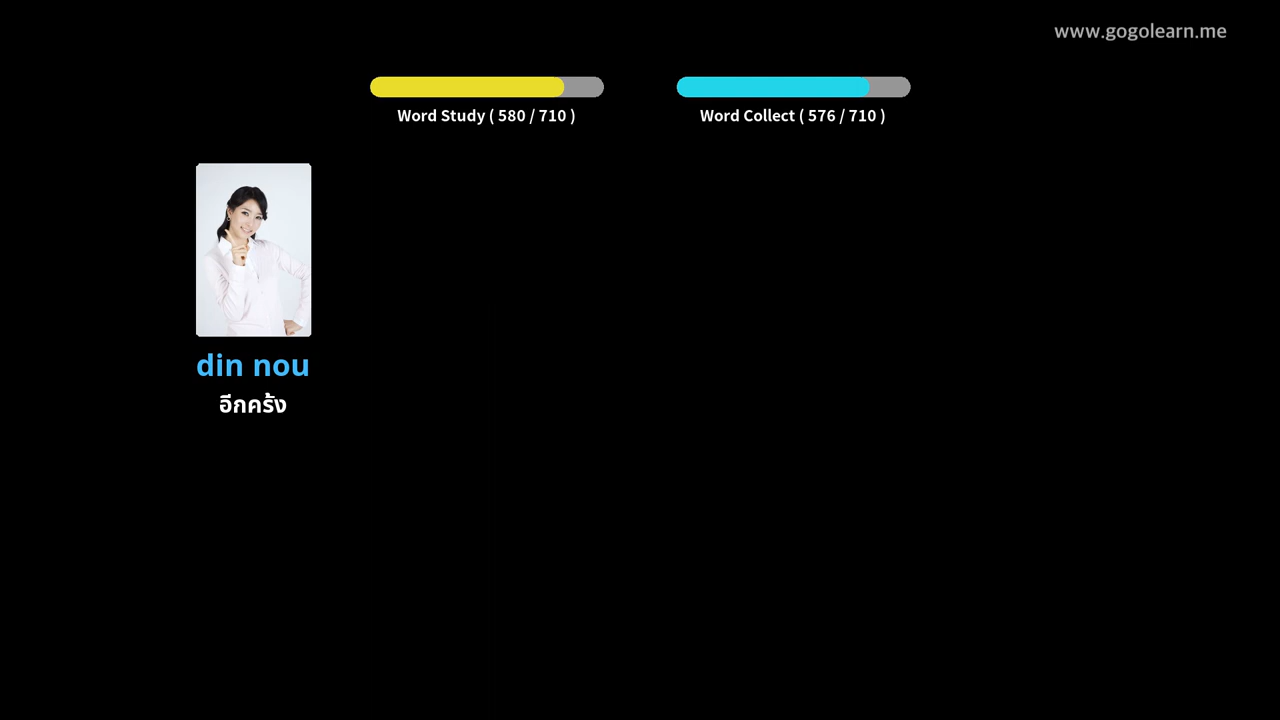 www.gogolearn.me
Word Study ( 580 / 710 )
Word Collect ( 576 / 710 )
din nou
อีกครั้ง